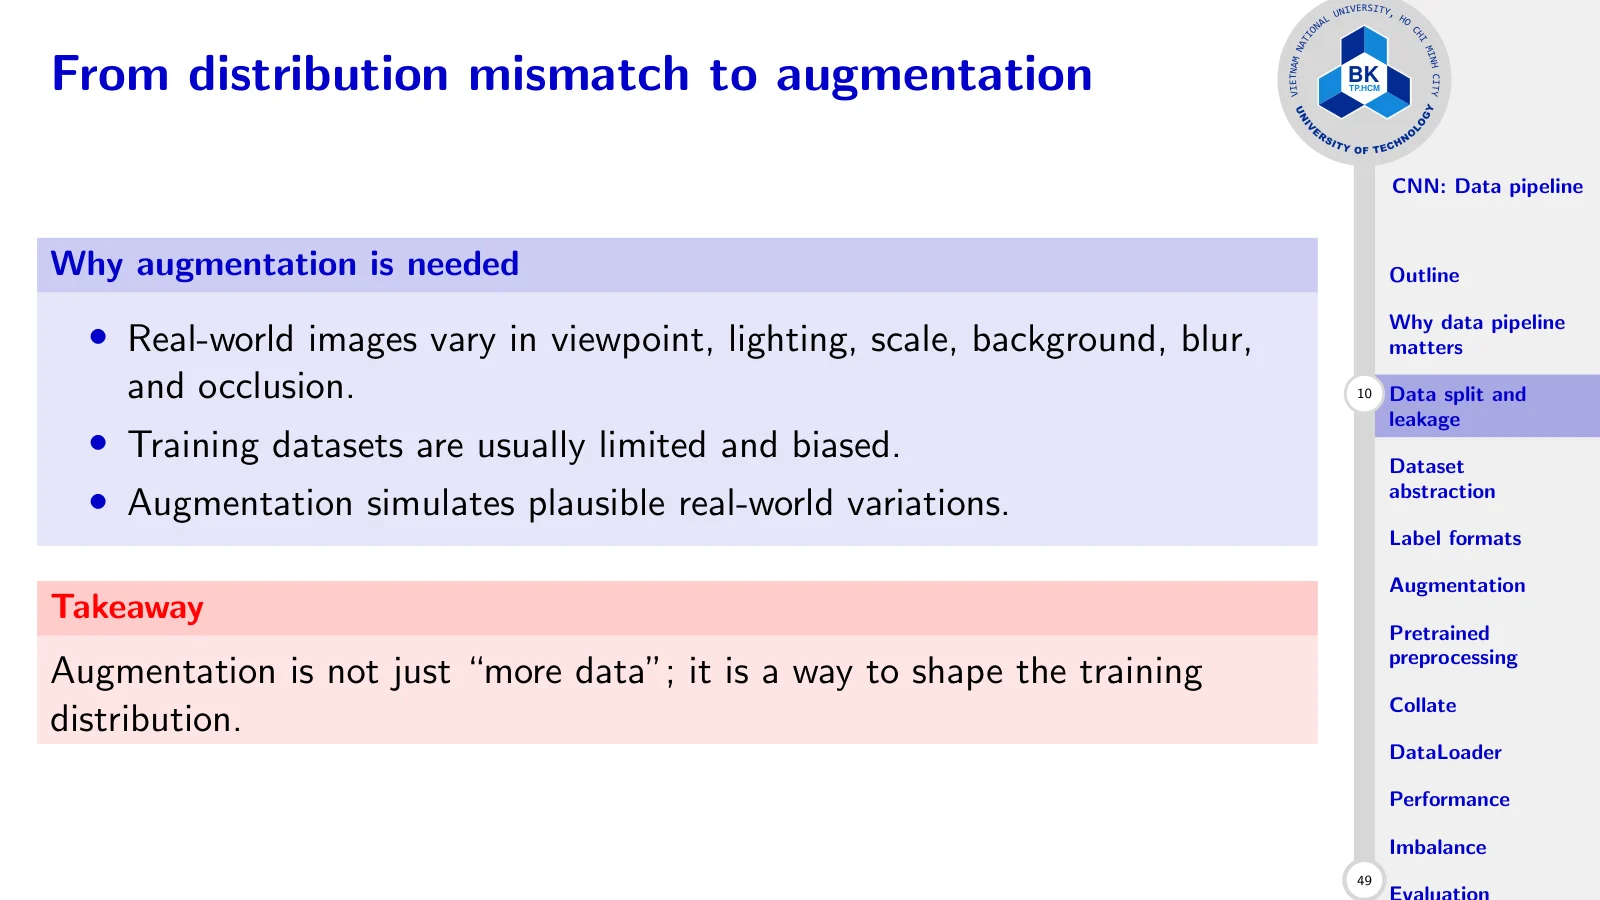 From distribution mismatch to augmentation
Why augmentation is needed
• Real-world images vary in viewpoint, lighting, scale, background, blur,
and occlusion.
• Training datasets are usually limited and biased.
• Augmentation simulates plausible real-world variations.
Takeaway
Augmentation is not just “more data”; it is a way to shape the training
distribution.
VIETNAM NATIONAL UNIVERSITY, HO CHI MINH CITY
BK
TP.HCM
UNIVERSITY OF TECHNOLOGY
CNN: Data pipeline
Outline
Why data pipeline
matters
10
Data split and
leakage
Dataset
abstraction
Label formats
Augmentation
Pretrained
preprocessing
Collate
DataLoader
Performance
Imbalance
49
Evaluation